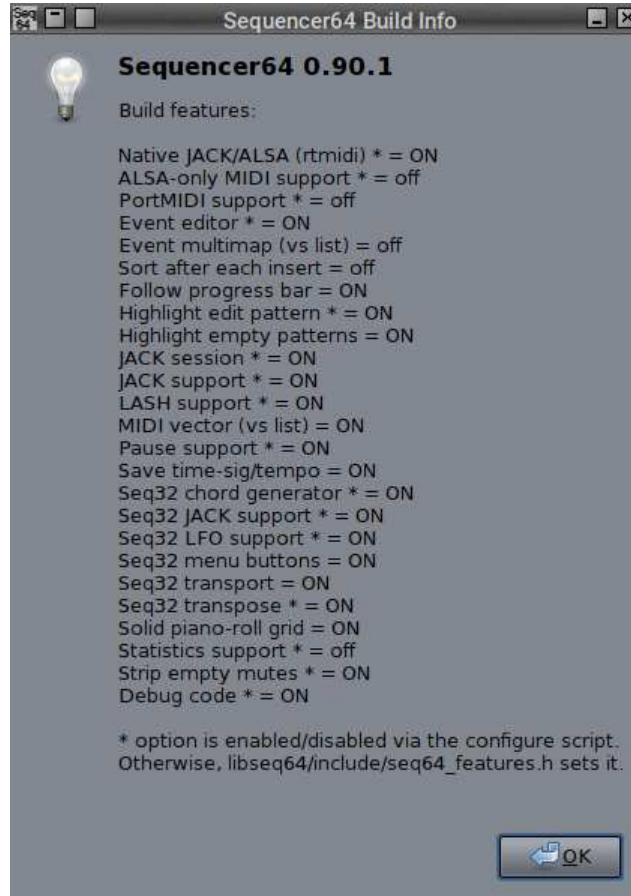 Seq
64
Sequencer64 Build Info
Sequencer64 0.90.1
Build features:
Native JACK/ALSA (rtmidi) * = ON
ALSA-only MIDI support * = off
PortMIDI support * = off
Event editor * = ON
Event multimap (vs list) = off
Sort after each insert = off
Follow progress bar = ON
Highlight edit pattern * = ON
Highlight empty patterns = ON
JACK session * = ON
JACK support * = ON
LASH support * = ON
MIDI vector (vs list) = ON
Pause support * = ON
Save time-sig/tempo = ON
Seq32 chord generator * = ON
Seq32 JACK support * = ON
Seq32 LFO support * = ON
Seq32 menu buttons = ON
Seq32 transport = ON
Seq32 transpose * = ON
Solid piano-roll grid = ON
Statistics support * = off
Strip empty mutes * = ON
Debug code * = ON
* option is enabled/disabled via the configure script.
Otherwise, libseq64/include/seq64_features.h sets it.
OK